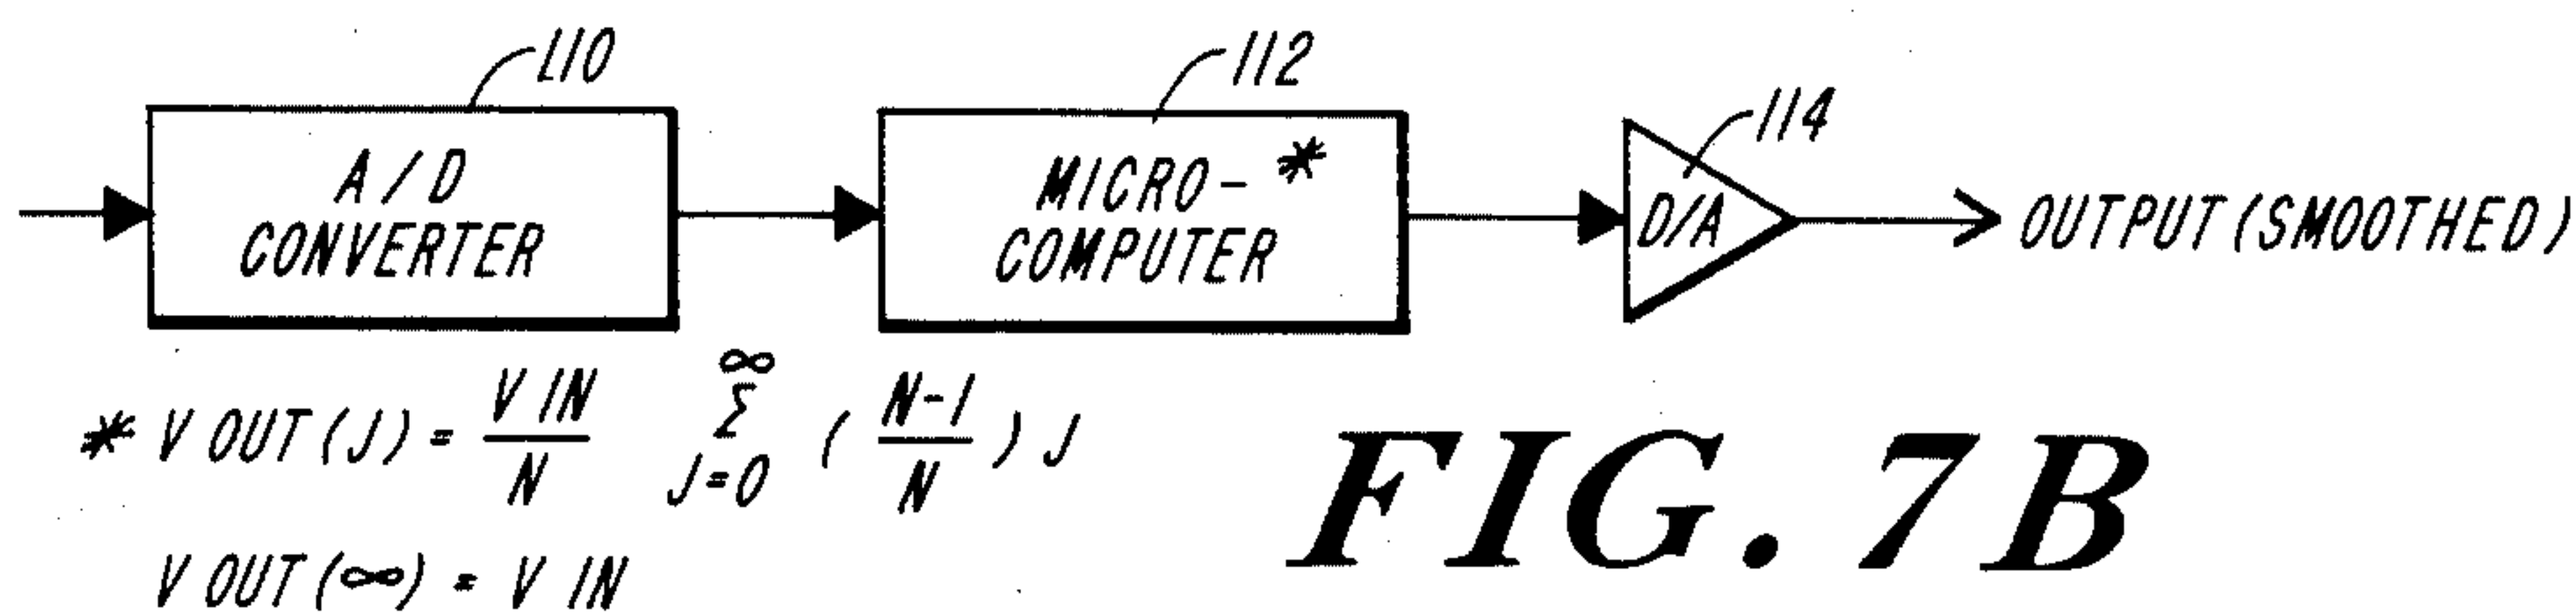 110
112
114
A/D
CONVERTER
MICRO- *
COMPUTER
D/A
OUTPUT (SMOOTHED)
* V OUT (J) = V IN / N ∞ Σ J=0 ( N-1 / N ) J
V OUT (∞) = V IN
FIG. 7B